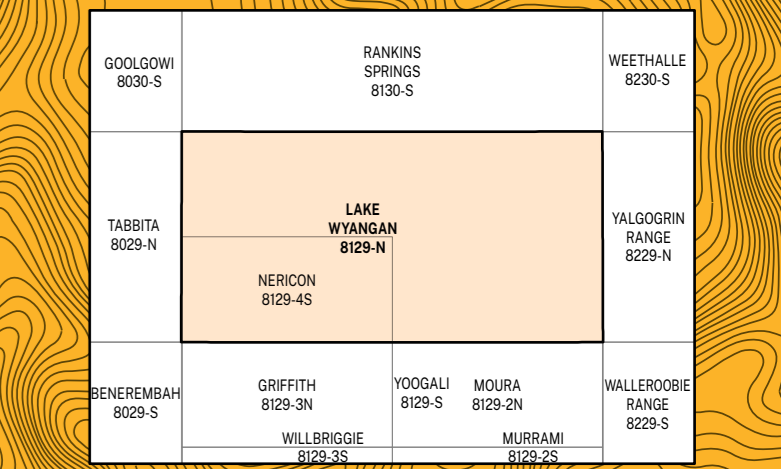 GOOLGOWI
8030-S
RANKINS
SPRINGS
8130-S
WEETHALLE
8230-S
TABBITA
8029-N
LAKE
WYANGAN
8129-N
NERICON
8129-4S
YALGOGRIN
RANGE
8229-N
BENEREMBAH
8029-S
GRIFFITH
8129-3N
YOOGALI
8129-S
MOURA
8129-2N
WALLEROOBIE
RANGE
8229-S
WILLBRIGGIE
8129-3S
MURRAMI
8129-2S